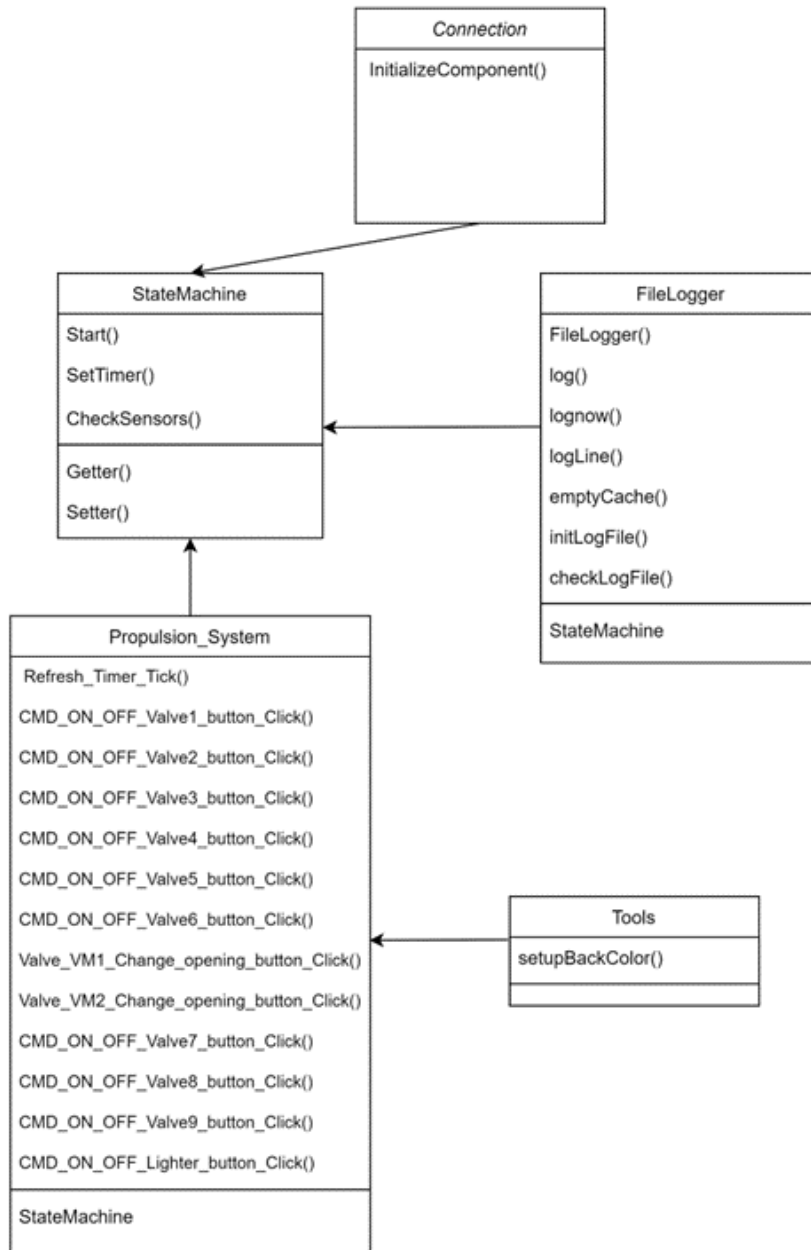 Connection
InitializeComponent()
StateMachine
Start()
SetTimer()
CheckSensors()
Getter()
Setter()
FileLogger
FileLogger()
log()
lognow()
logLine()
emptyCache()
initLogFile()
checkLogFile()
StateMachine
Propulsion_System
Refresh_Timer_Tick()
CMD_ON_OFF_Valve1_button_Click()
CMD_ON_OFF_Valve2_button_Click()
CMD_ON_OFF_Valve3_button_Click()
CMD_ON_OFF_Valve4_button_Click()
CMD_ON_OFF_Valve5_button_Click()
CMD_ON_OFF_Valve6_button_Click()
Valve_VM1_Change_opening_button_Click()
Valve_VM2_Change_opening_button_Click()
CMD_ON_OFF_Valve7_button_Click()
CMD_ON_OFF_Valve8_button_Click()
CMD_ON_OFF_Valve9_button_Click()
CMD_ON_OFF_Lighter_button_Click()
StateMachine
Tools
setupBackColor()